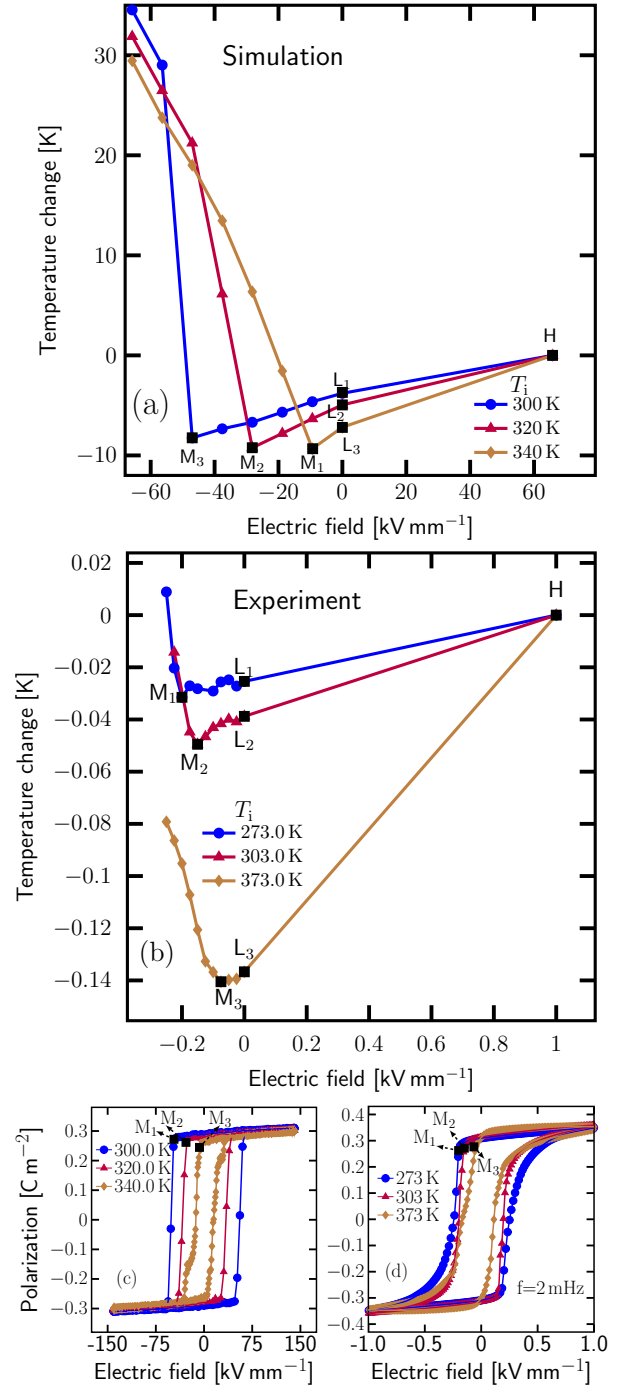 Simulation
Temperature change [K]
30
20
10
0
−10
H
L1
L2
L3
M3
M2
M1
Ti
300 K
320 K
340 K
(a)
−60 −40 −20 0 20 40 60
Electric field [kV mm−1]
Experiment
Temperature change [K]
0.02
0
−0.02
−0.04
−0.06
−0.08
−0.1
−0.12
−0.14
H
L1
M1
L2
M2
Ti
273.0 K
303.0 K
373.0 K
L3
M3
(b)
−0.2 0 0.2 0.4 0.6 0.8 1
Electric field [kV mm−1]
Polarization [C m−2]
0.3
0.2
0.1
0
−0.1
−0.2
−0.3
M2
M1
M3
300.0 K
320.0 K
340.0 K
(c)
-150 -75 0 75 150
Electric field [kV mm−1]
0.4
0.3
0.2
0.1
0
−0.1
−0.2
−0.3
−0.4
M2
M1
M3
273 K
303 K
373 K
(d)
f=2 mHz
-1.0 -0.5 0 0.5 1.0
Electric field [kV mm−1]